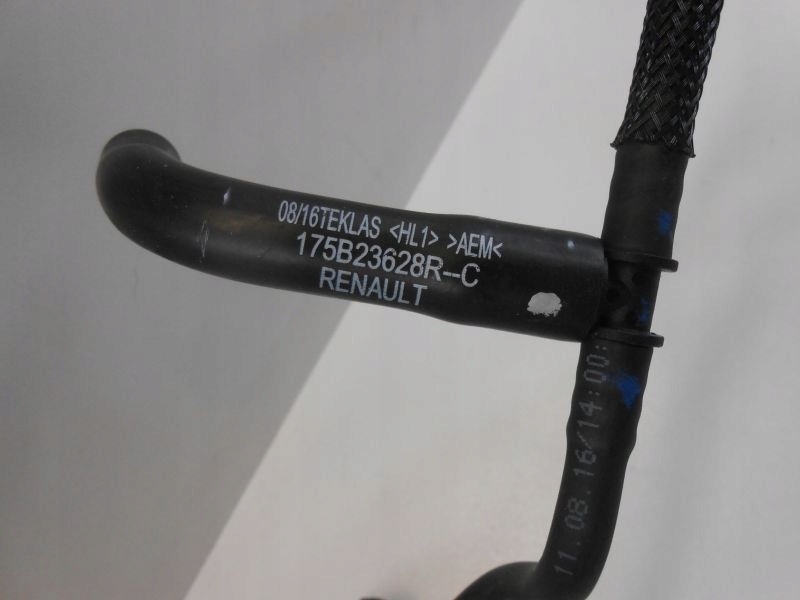 08/16TEKLAS <HL1> >AEM<
175B23628R--C
RENAULT
11.08.16/14:00: